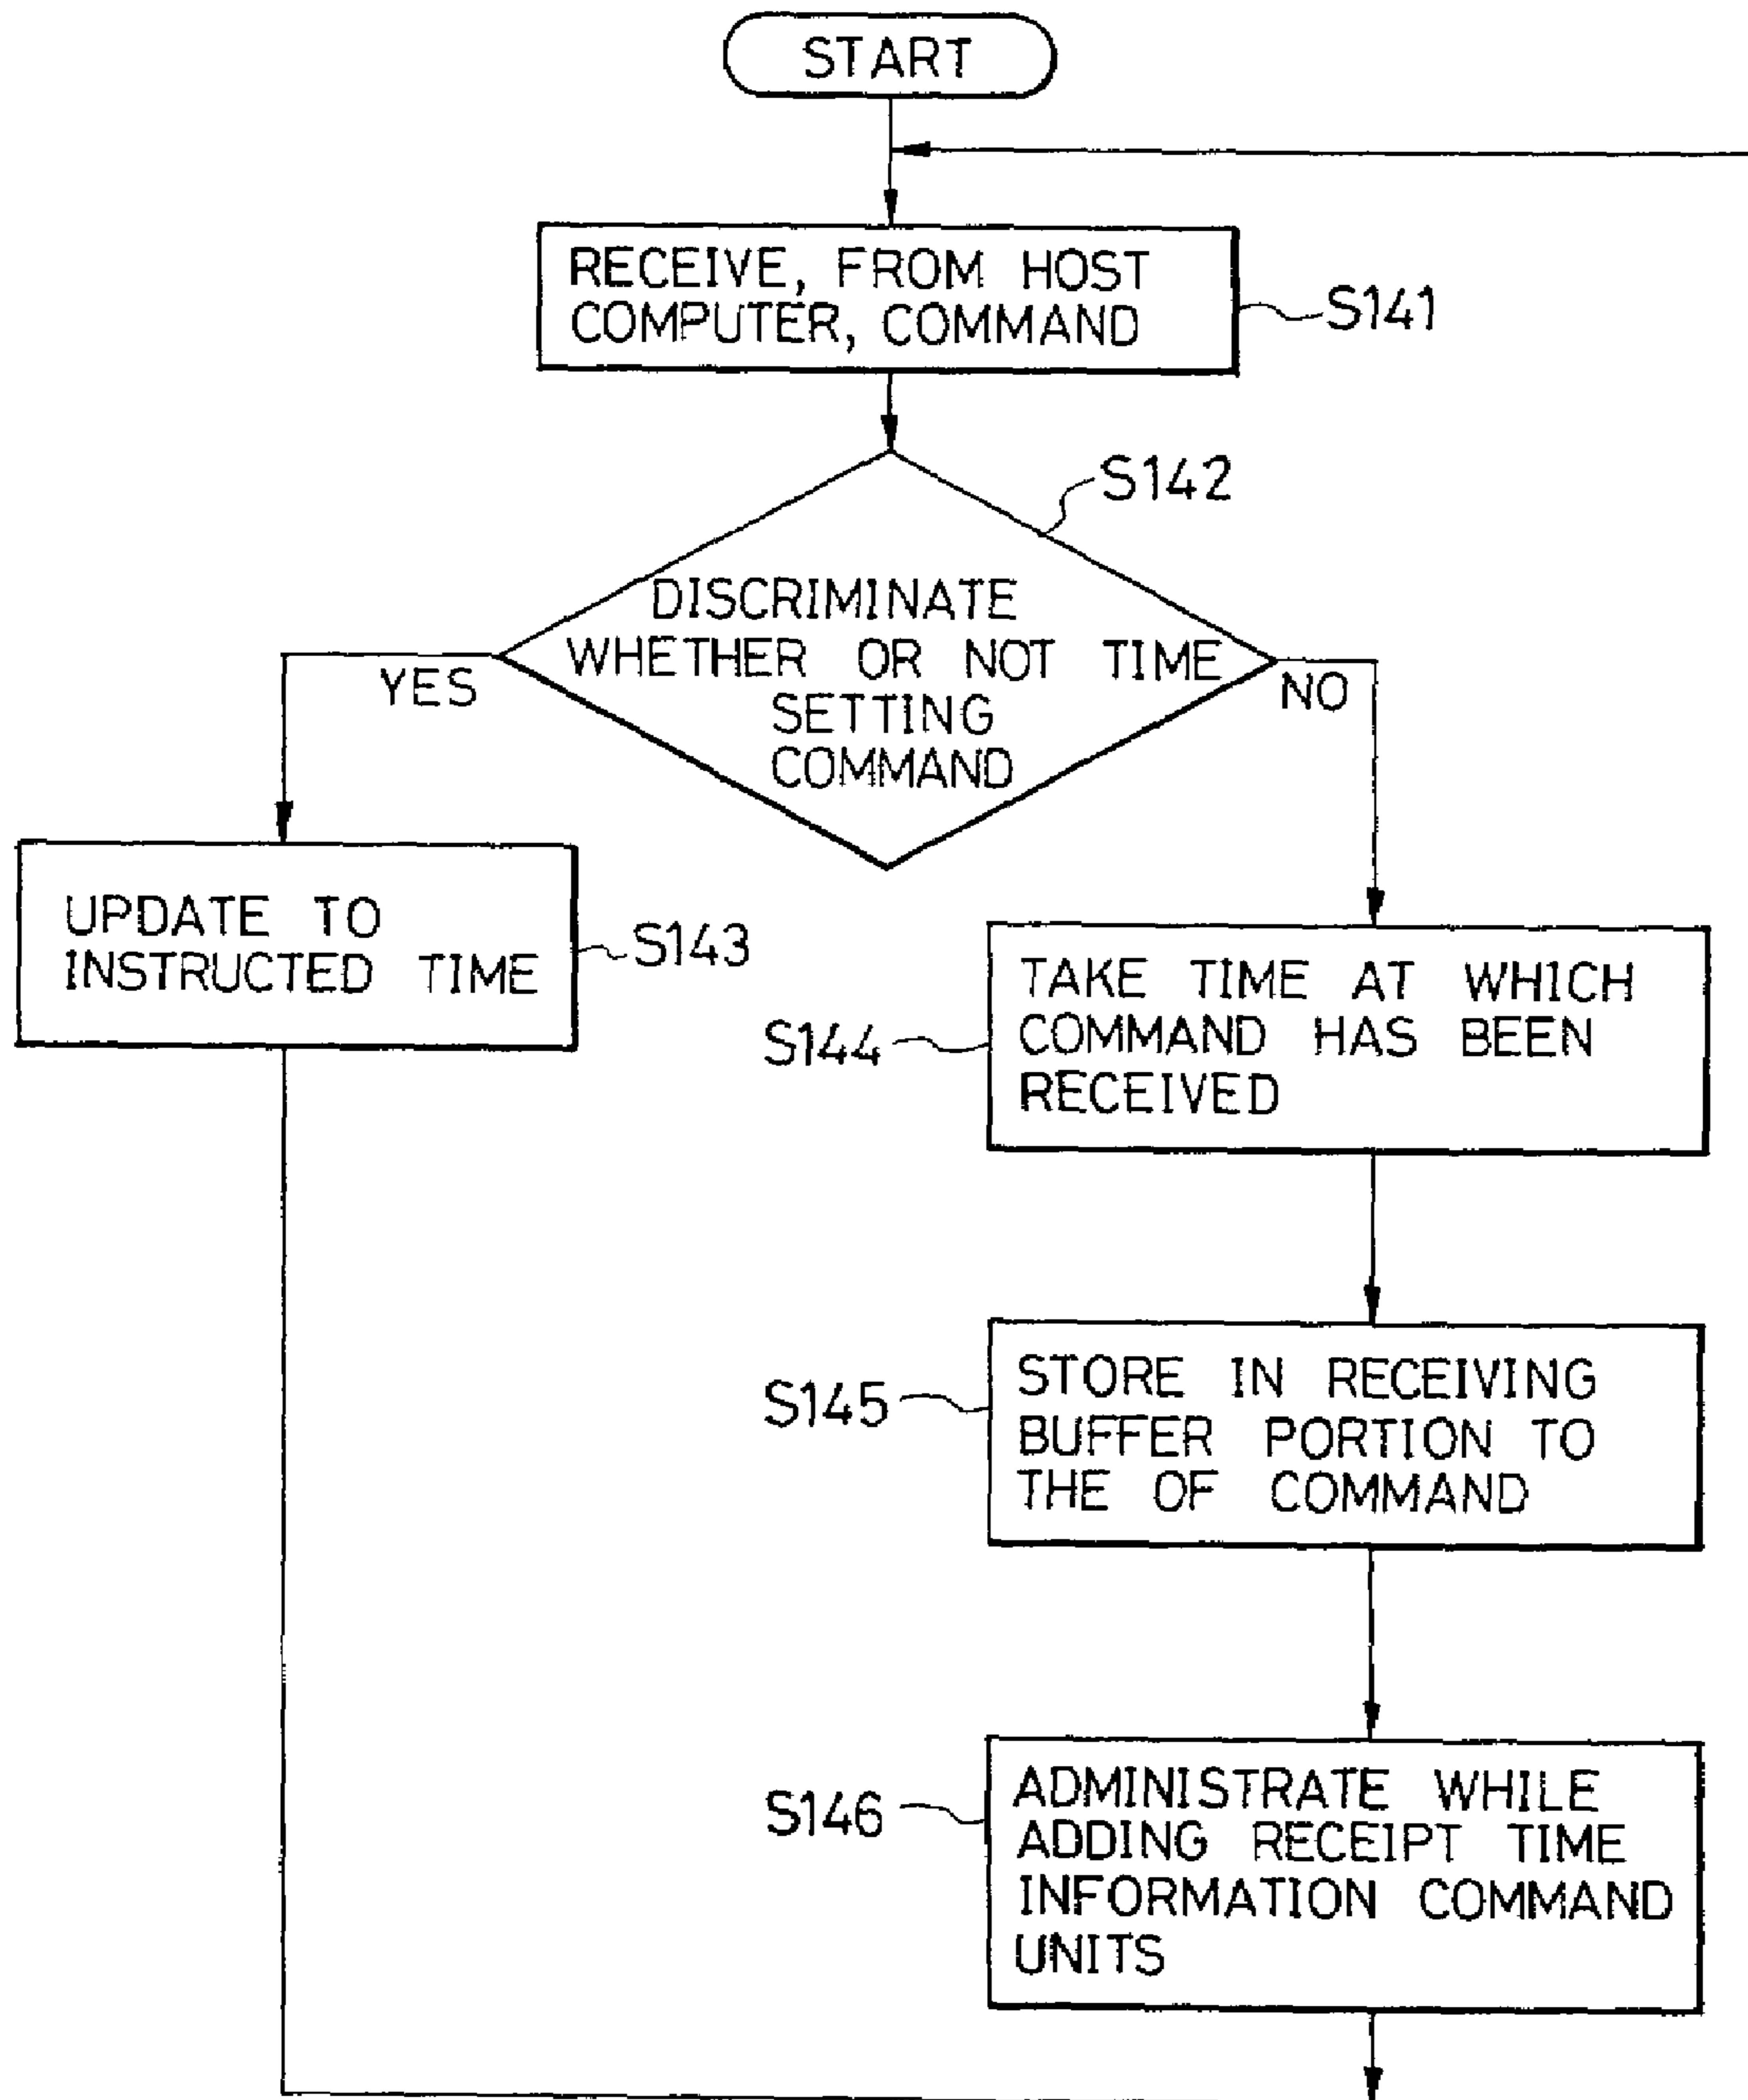 START
RECEIVE, FROM HOST
COMPUTER, COMMAND
S141
S142
DISCRIMINATE
WHETHER OR NOT TIME
SETTING
COMMAND
YES
NO
UPDATE TO
INSTRUCTED TIME
S143
TAKE TIME AT WHICH
COMMAND HAS BEEN
RECEIVED
S144
STORE IN RECEIVING
BUFFER PORTION TO
THE OF COMMAND
S145
ADMINISTRATE WHILE
ADDING RECEIPT TIME
INFORMATION COMMAND
UNITS
S146